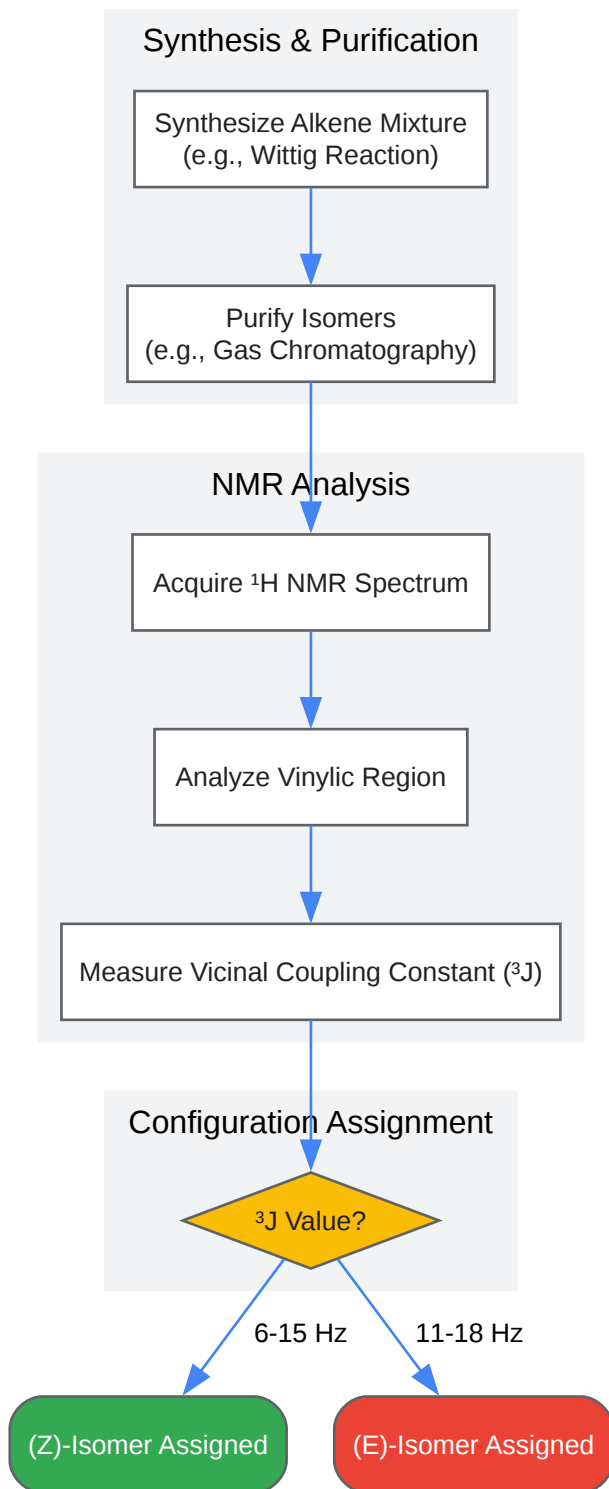 Synthesis & Purification
Synthesize Alkene Mixture
(e.g., Wittig Reaction)
Purify Isomers
(e.g., Gas Chromatography)
NMR Analysis
Acquire ¹H NMR Spectrum
Analyze Vinylic Region
Measure Vicinal Coupling Constant (³J)
Configuration Assignment
³J Value?
6-15 Hz
11-18 Hz
(Z)-Isomer Assigned
(E)-Isomer Assigned